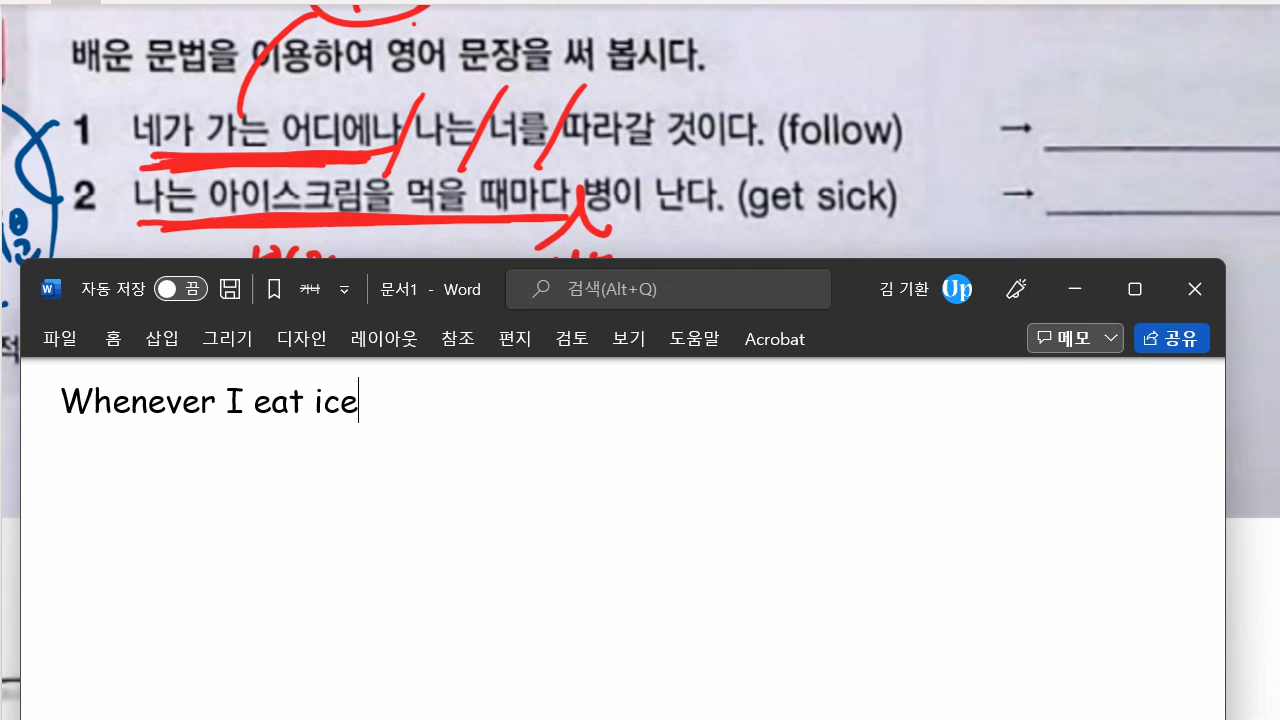 배운 문법을 이용하여 영어 문장을 써 봅시다.
1 네가 가는 어디에나 나는 너를 따라갈 것이다. (follow) →
2 나는 아이스크림을 먹을 때마다 병이 난다. (get sick) →
적
자동 저장 끔 가나 문서1 - Word 검색(Alt+Q) 김 기환 Up
파일 홈 삽입 그리기 디자인 레이아웃 참조 편지 검토 보기 도움말 Acrobat 메모 공유
Whenever I eat ice